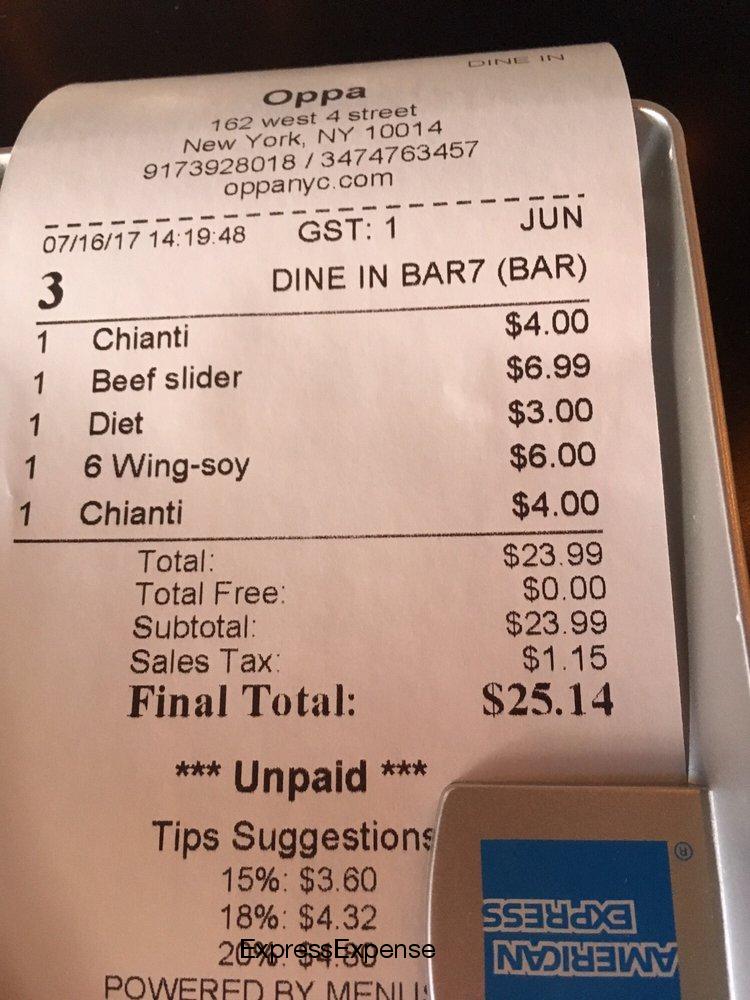 DINE IN
Oppa
162 west 4 street
New York, NY 10014
9173928018 / 3474763457
oppanyc.com
07/16/17 14:19:48 GST: 1 JUN
3 DINE IN BAR7 (BAR)
1 Chianti $4.00
1 Beef slider $6.99
1 Diet $3.00
1 6 Wing-soy $6.00
1 Chianti $4.00
Total: $23.99
Total Free: $0.00
Subtotal: $23.99
Sales Tax: $1.15
Final Total: $25.14
*** Unpaid ***
Tips Suggestions
15%: $3.60
18%: $4.32
20%: $4.80
ExpressExpense
POWERED BY
AMERICAN
EXPRESS
®